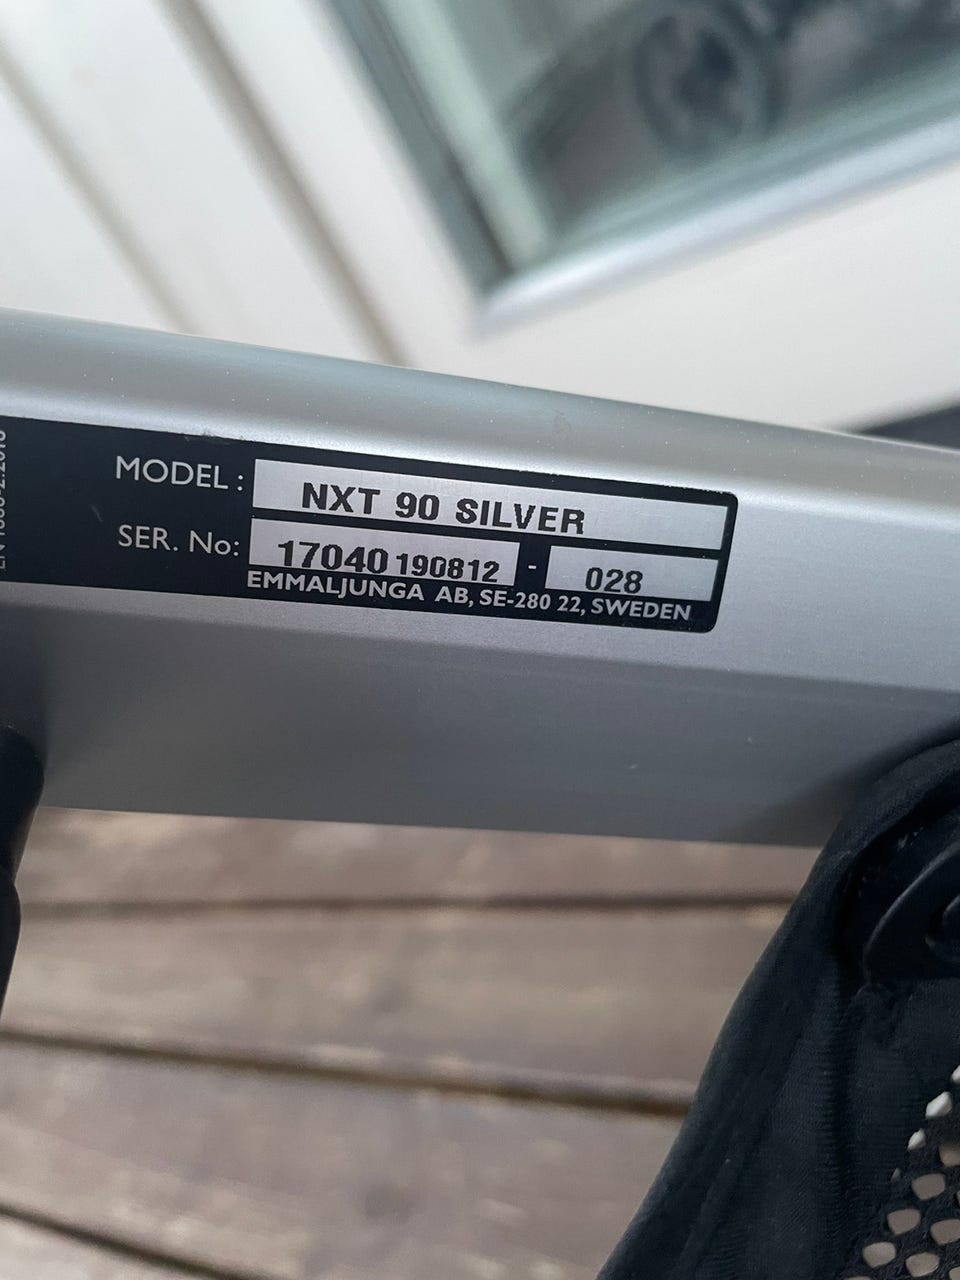 MODEL : NXT 90 SILVER
SER. No: 17040 190812 - 028
EMMALJUNGA AB, SE-280 22, SWEDEN